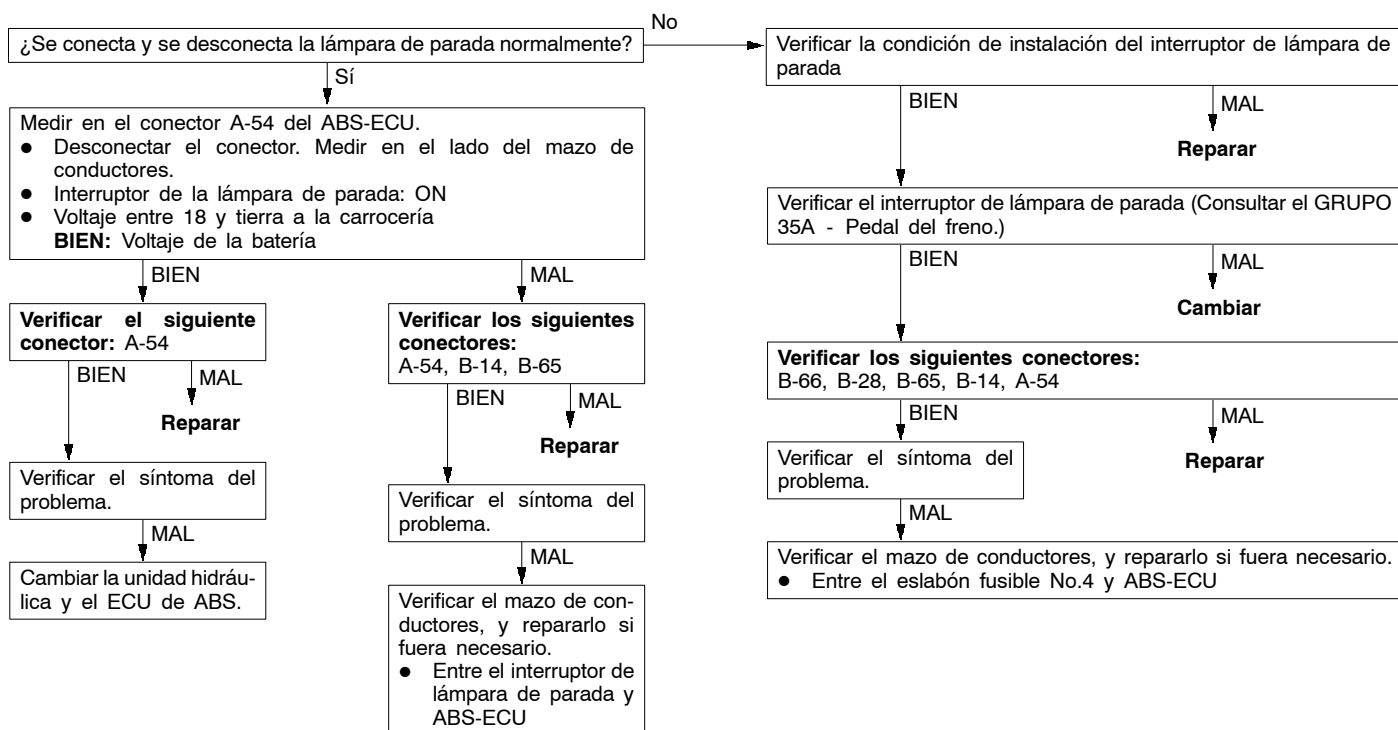 ¿Se conecta y se desconecta la lámpara de parada normalmente?
No
Sí
Medir en el conector A-54 del ABS-ECU.
● Desconectar el conector. Medir en el lado del mazo de
conductores.
● Interruptor de la lámpara de parada: ON
● Voltaje entre 18 y tierra a la carrocería
BIEN: Voltaje de la batería
BIEN
MAL
Verificar el siguiente
conector: A-54
BIEN
MAL
Reparar
Verificar el síntoma del
problema.
MAL
Cambiar la unidad hidráu-
lica y el ECU de ABS.
Verificar los siguientes
conectores:
A-54, B-14, B-65
BIEN
MAL
Reparar
Verificar el síntoma del
problema.
MAL
Verificar el mazo de con-
ductores, y repararlo si
fuera necesario.
● Entre el interruptor de
lámpara de parada y
ABS-ECU
Verificar la condición de instalación del interruptor de lámpara de
parada
BIEN
MAL
Reparar
Verificar el interruptor de lámpara de parada (Consultar el GRUPO
35A - Pedal del freno.)
BIEN
MAL
Cambiar
Verificar los siguientes conectores:
B-66, B-28, B-65, B-14, A-54
BIEN
MAL
Reparar
Verificar el síntoma del
problema.
MAL
Verificar el mazo de conductores, y repararlo si fuera necesario.
● Entre el eslabón fusible No.4 y ABS-ECU